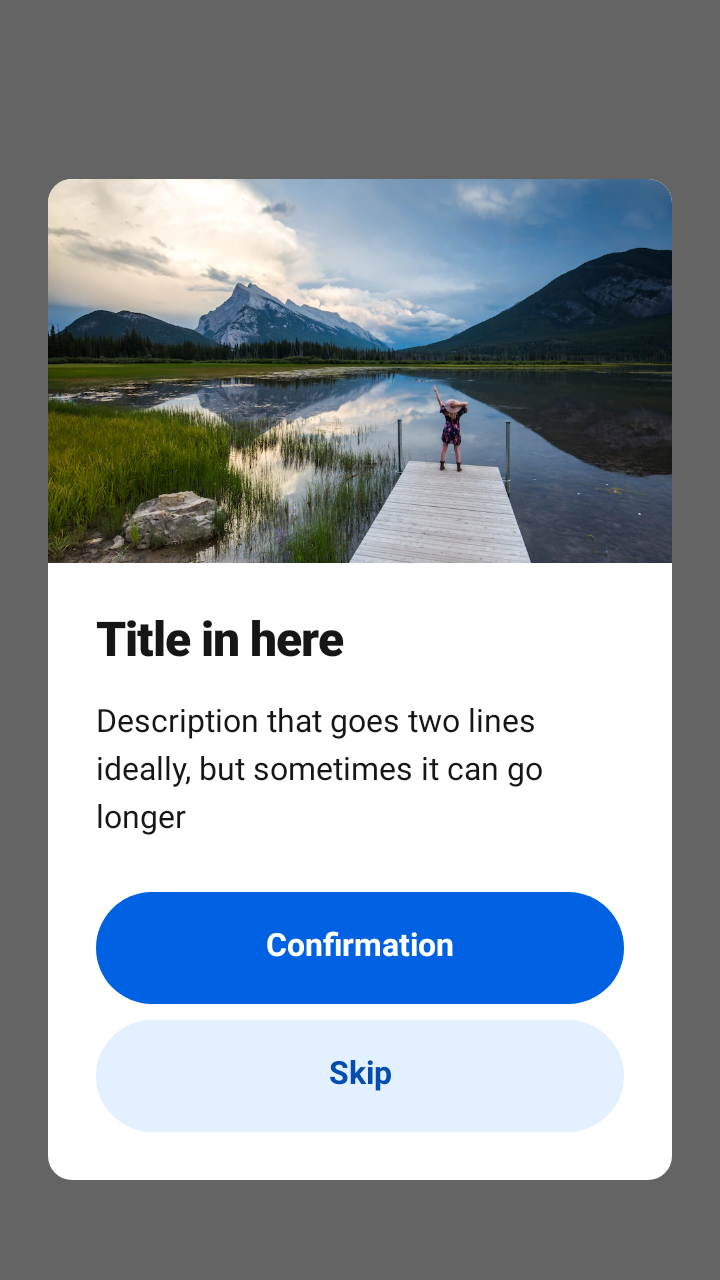 Title in here
Description that goes two lines
ideally, but sometimes it can go
longer
Confirmation
Skip